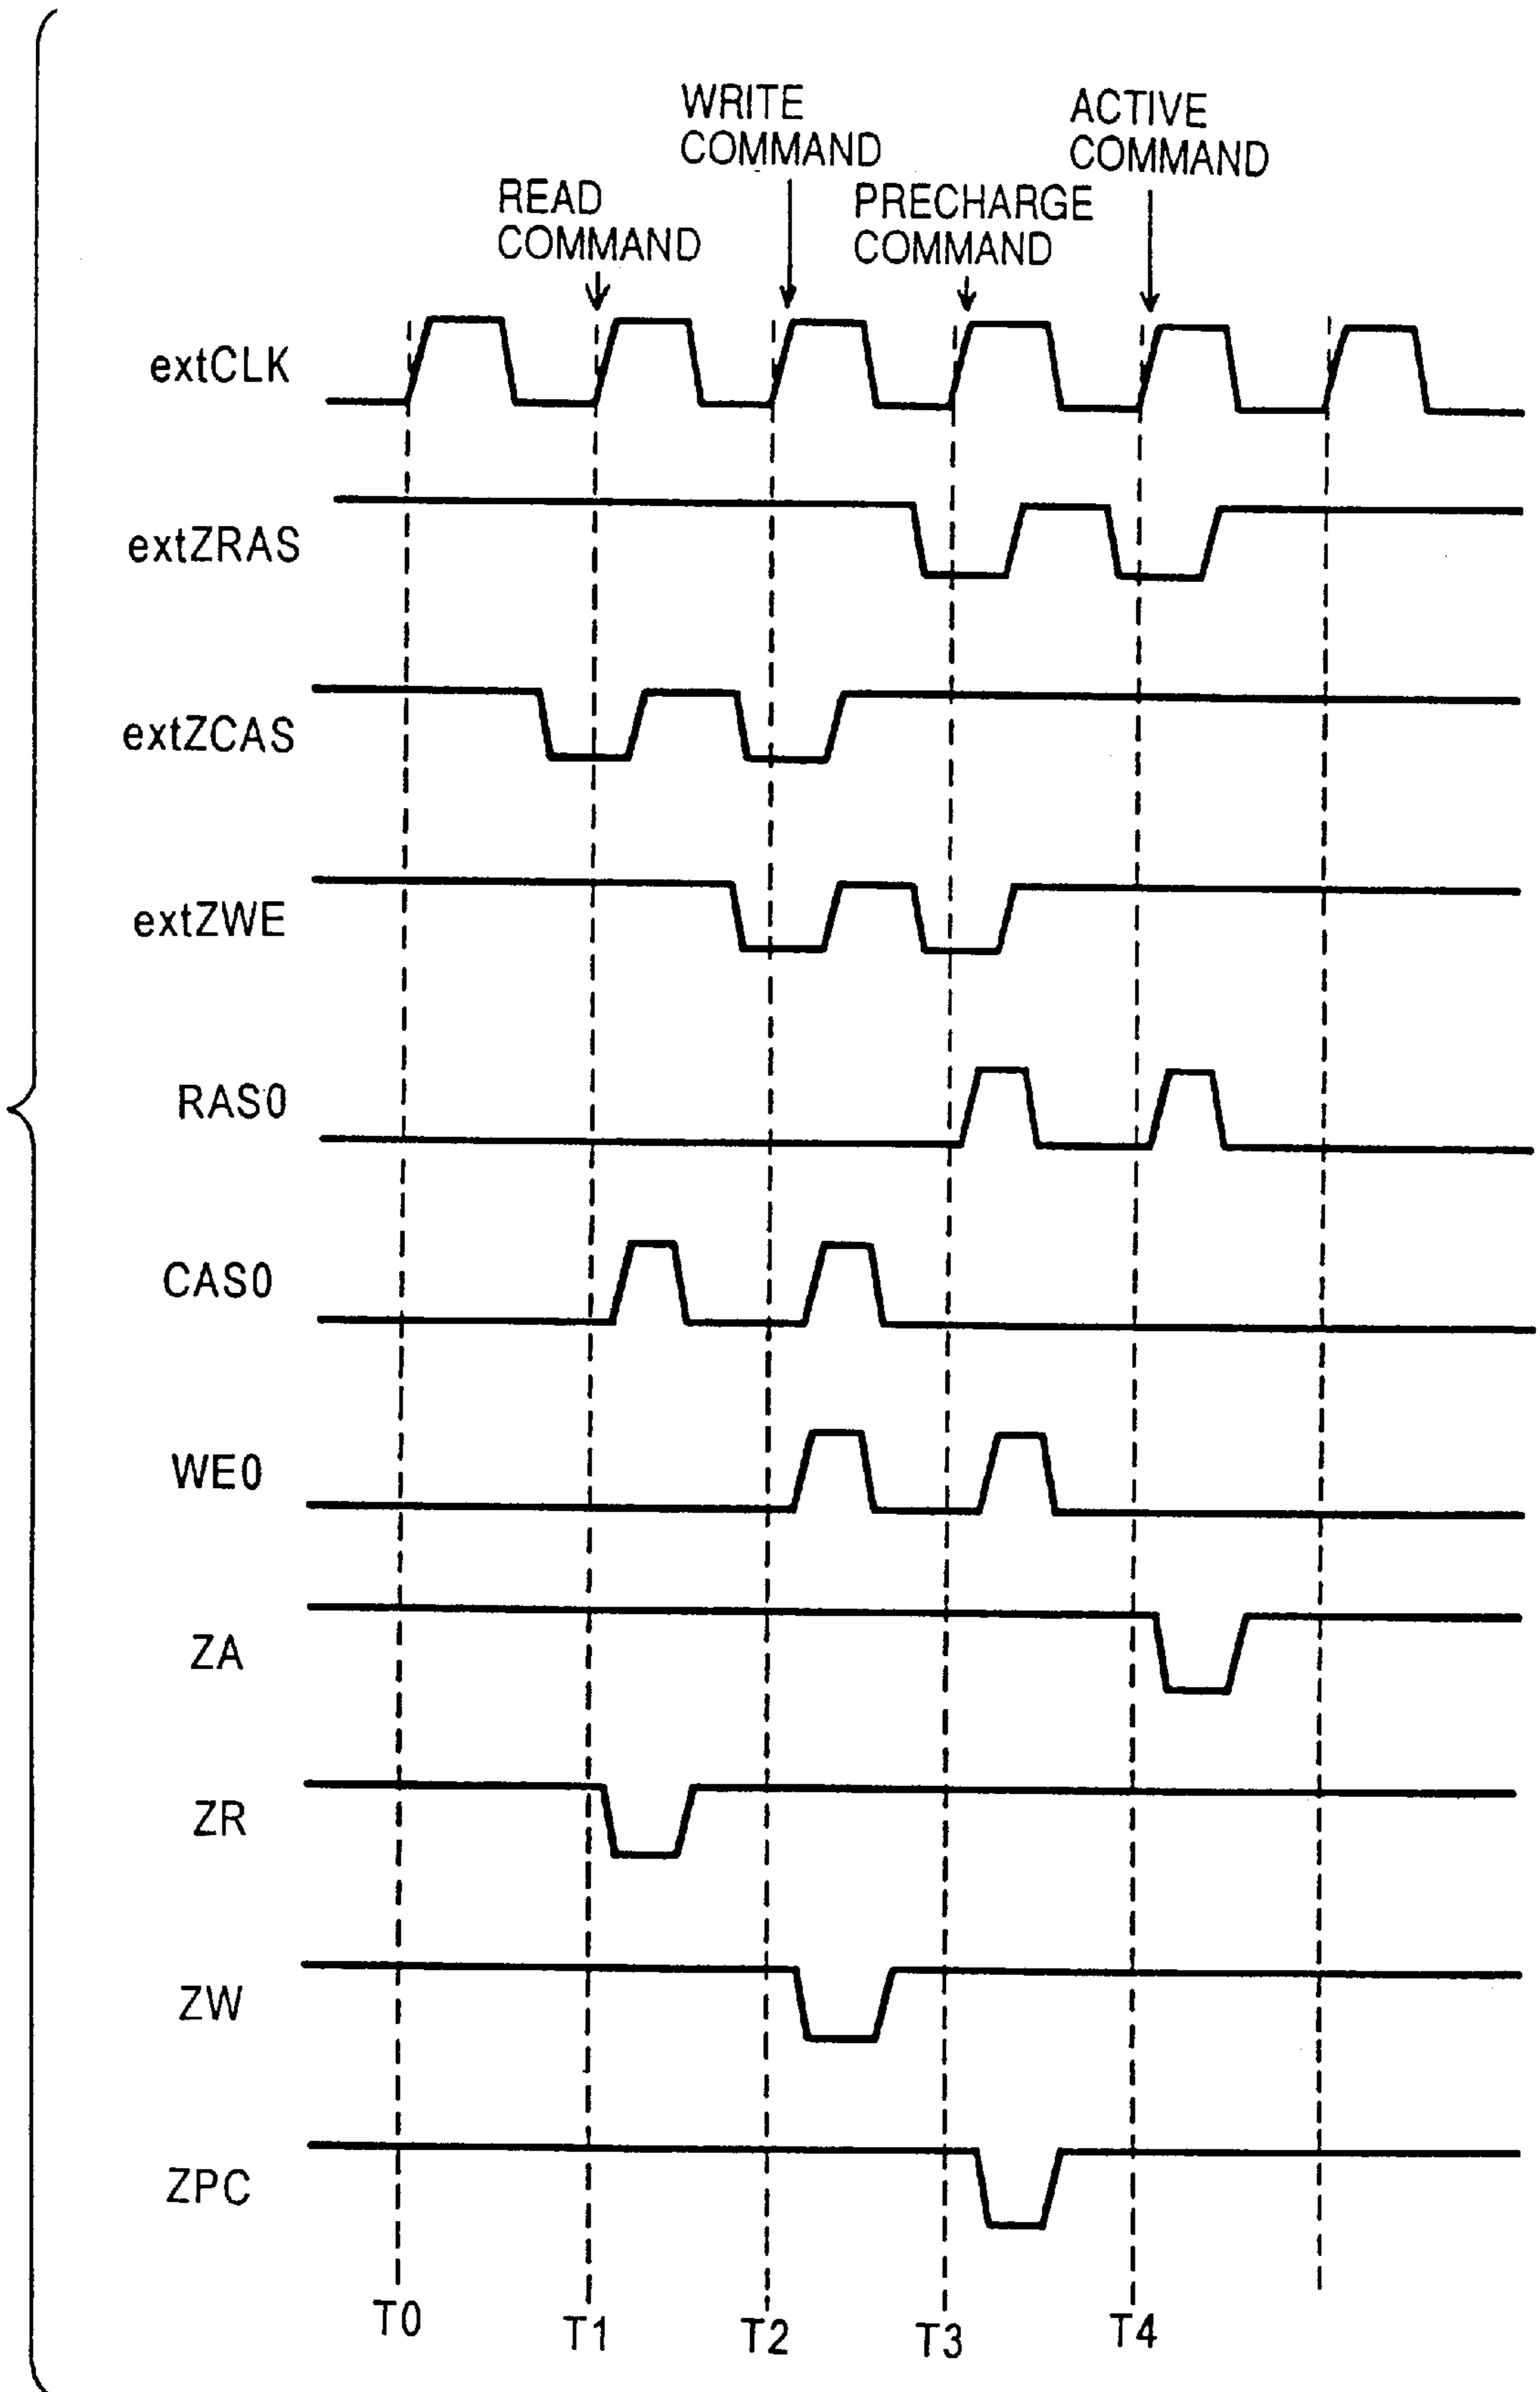 WRITE
COMMAND
ACTIVE
COMMAND
READ
COMMAND
PRECHARGE
COMMAND
extCLK
extZRAS
extZCAS
extZWE
RAS0
CAS0
WE0
ZA
ZR
ZW
ZPC
T0 T1 T2 T3 T4